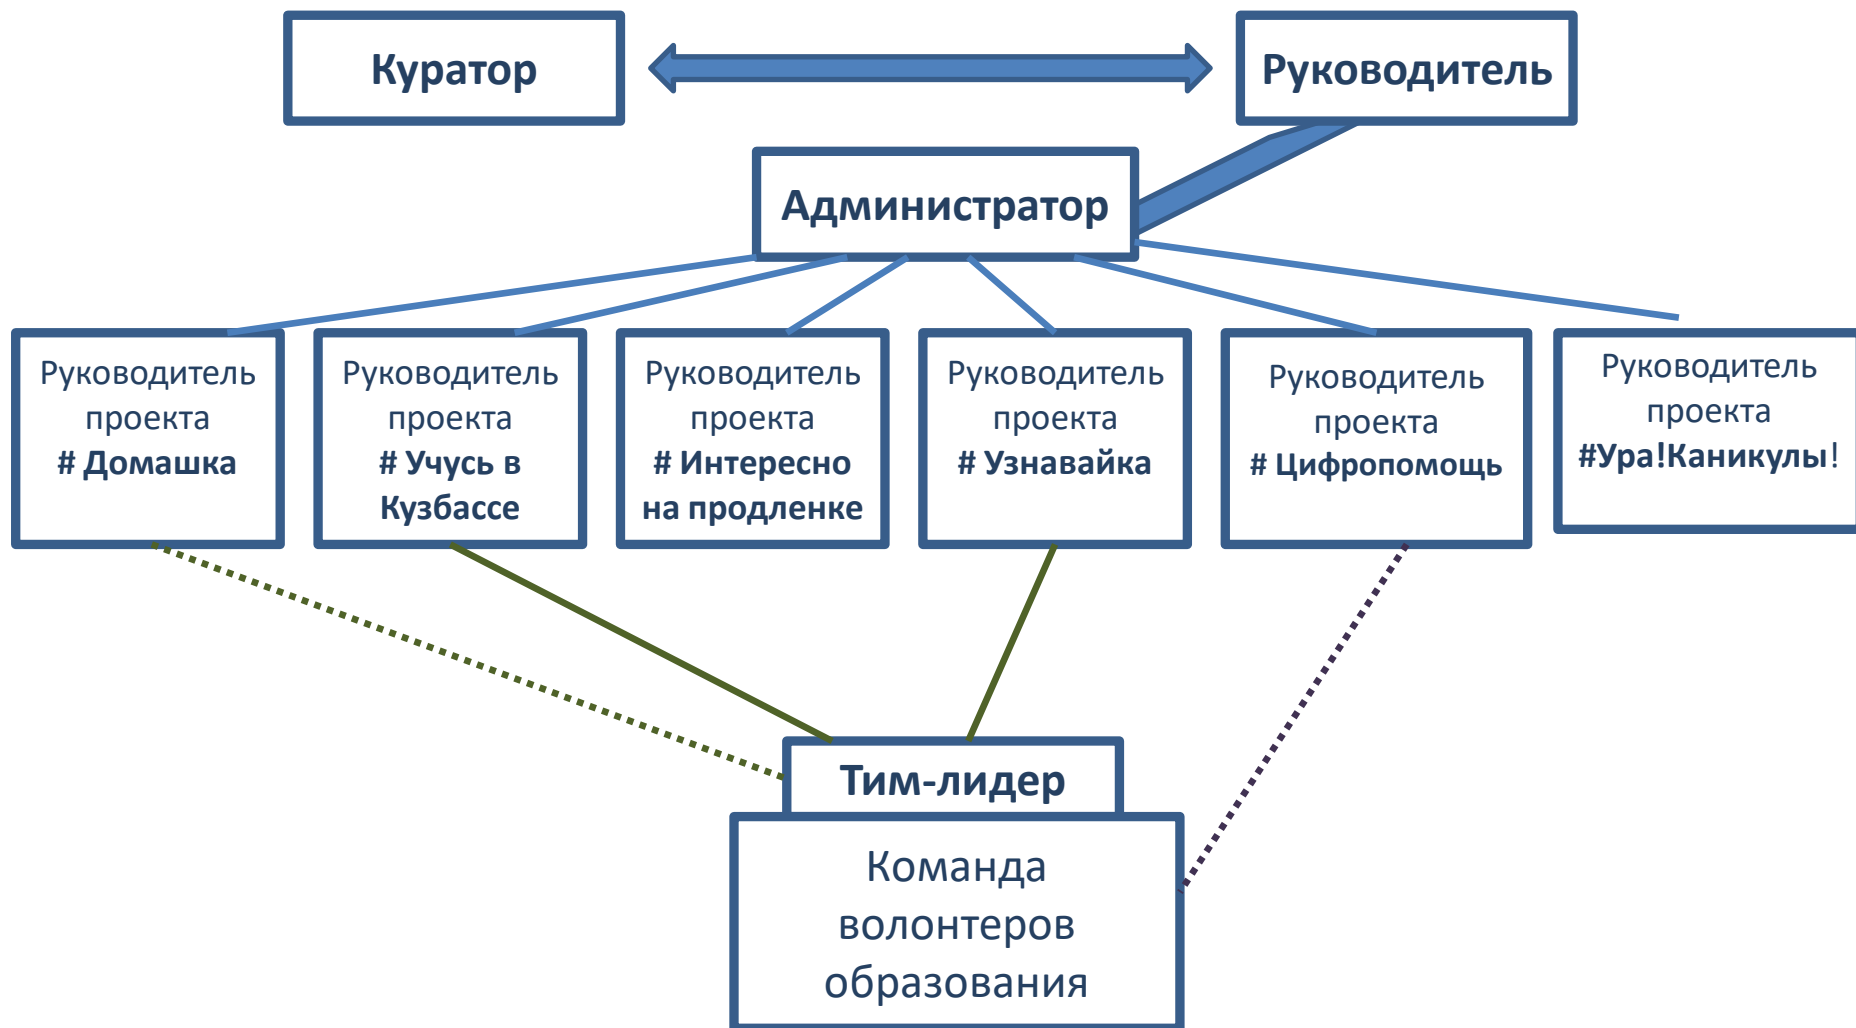 Куратор
Руководитель
Администратор
Руководитель
проекта
# Домашка
Руководитель
проекта
# Учусь в
Кузбассе
Руководитель
проекта
# Интересно
на продленке
Руководитель
проекта
# Узнавайка
Руководитель
проекта
# Цифропомощь
Руководитель
проекта
#Ура!Каникулы!
Тим-лидер
Команда
волонтеров
образования